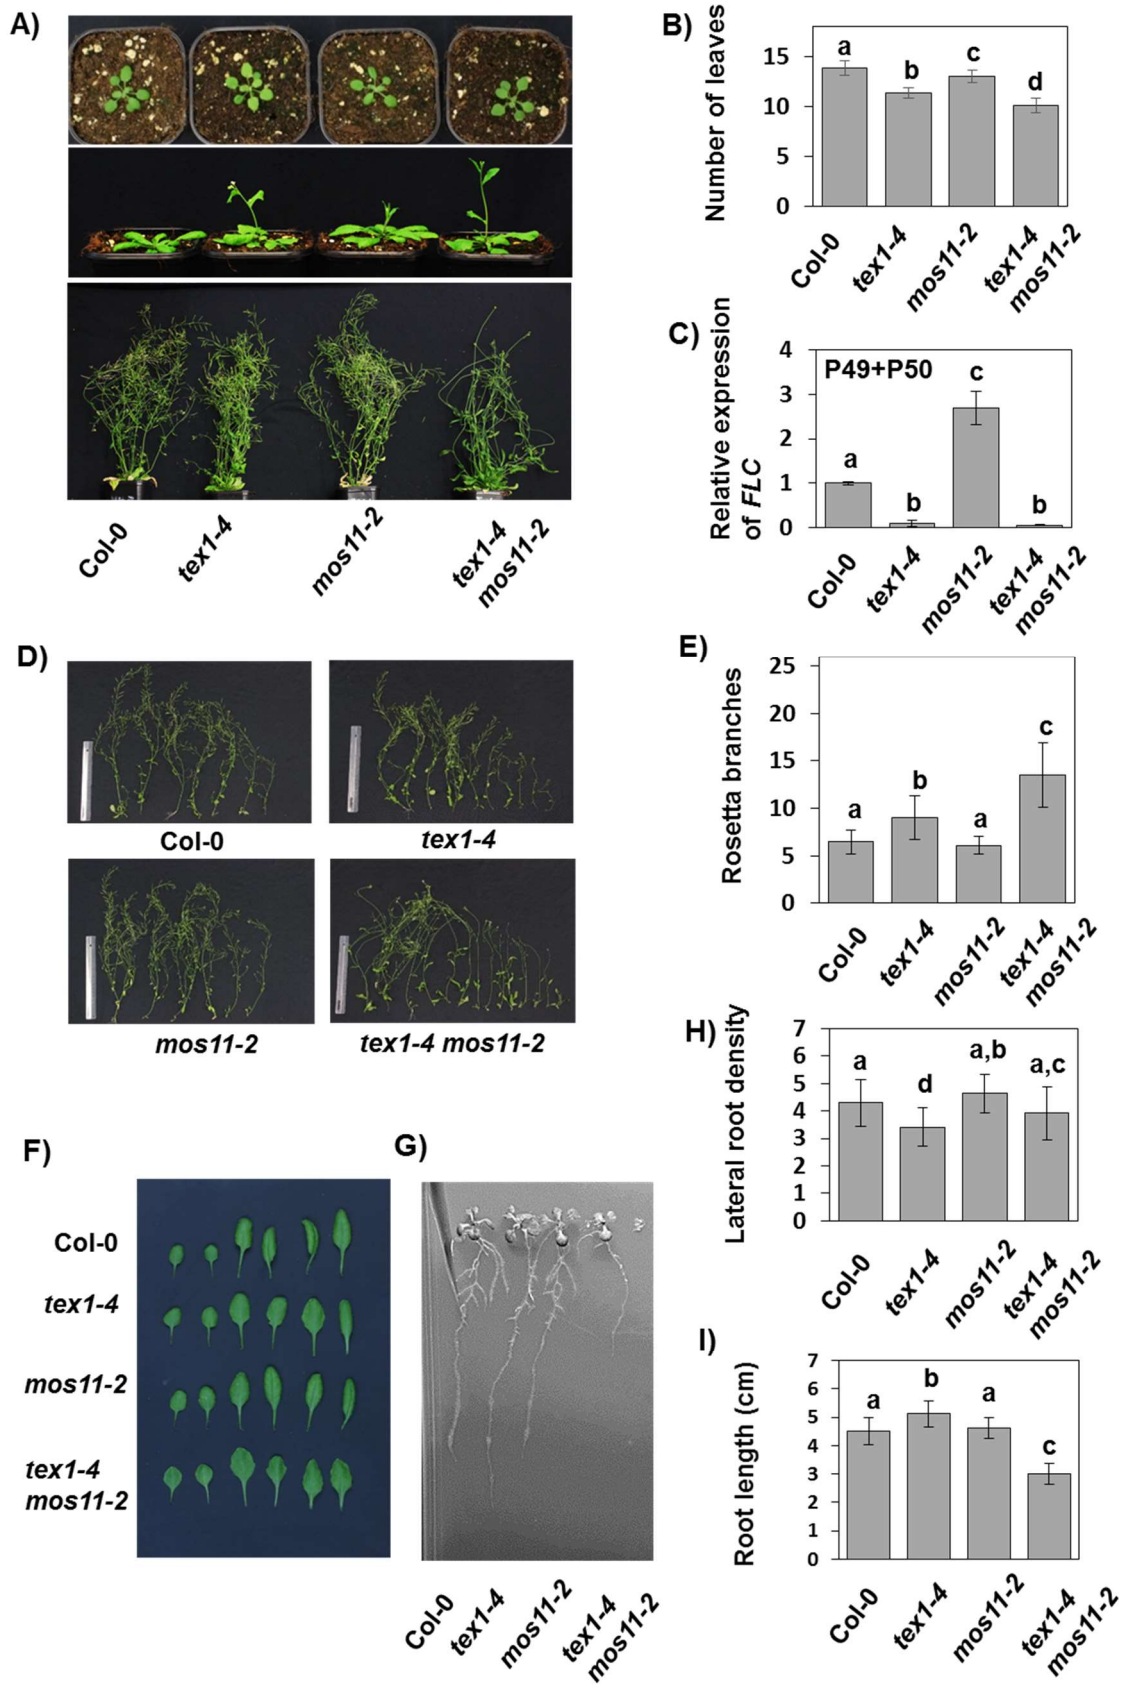 A)
Col-0
tex1-4
mos11-2
tex1-4
mos11-2
B)
Number of leaves
15
10
5
0
a
b
c
d
Col-0
tex1-4
mos11-2
tex1-4
mos11-2
C)
Relative expression
of FLC
P49+P50
4
3
2
1
0
a
b
c
b
Col-0
tex1-4
mos11-2
tex1-4
mos11-2
D)
Col-0
tex1-4
mos11-2
tex1-4 mos11-2
E)
Rosetta branches
25
20
15
10
5
0
a
b
a
c
Col-0
tex1-4
mos11-2
tex1-4
mos11-2
F)
Col-0
tex1-4
mos11-2
tex1-4
mos11-2
G)
Col-0
tex1-4
mos11-2
tex1-4
mos11-2
H)
Lateral root density
7
6
5
4
3
2
1
0
a
d
a,b
a,c
Col-0
tex1-4
mos11-2
tex1-4
mos11-2
I)
Root length (cm)
7
6
5
4
3
2
1
0
a
b
a
c
Col-0
tex1-4
mos11-2
tex1-4
mos11-2